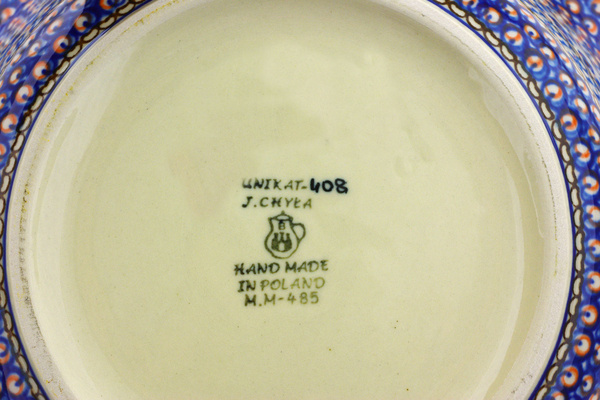 UNIKAT-408
J.CHYŁA
HAND MADE
IN POLAND
M.M-485